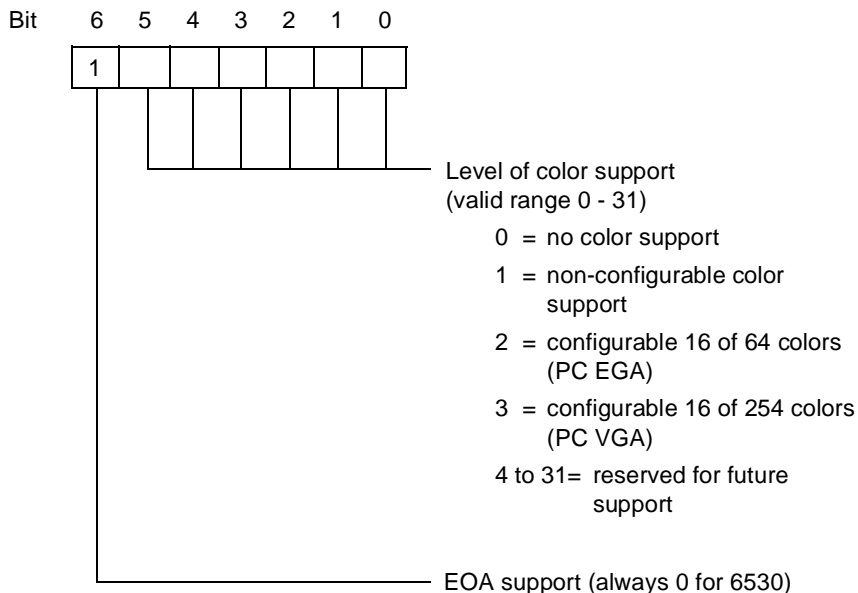 Bit 6 5 4 3 2 1 0
1
Level of color support
(valid range 0 - 31)
0 = no color support
1 = non-configurable color
support
2 = configurable 16 of 64 colors
(PC EGA)
3 = configurable 16 of 254 colors
(PC VGA)
4 to 31= reserved for future
support
EOA support (always 0 for 6530)